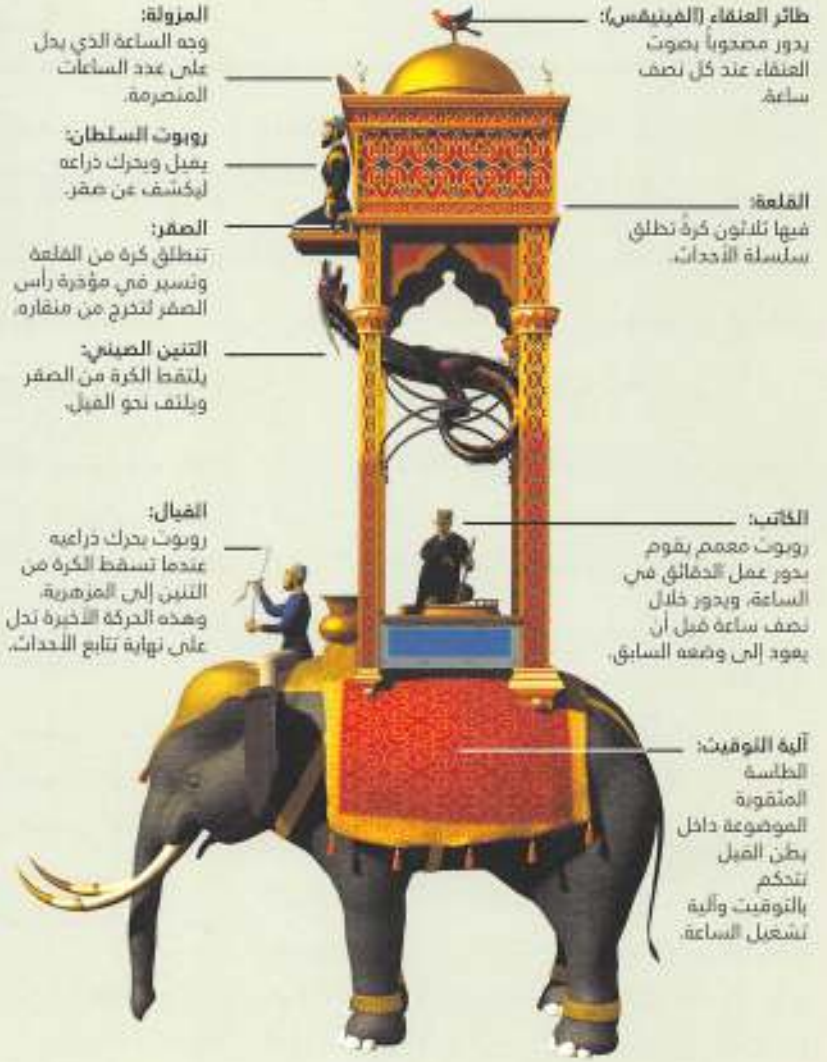 طائر العنقاء (الفينيقس):
يدور مصحوباً بصوت
العنقاء عند كل نصف
ساعة.
القلعة:
فيها ثلاثون كرةً تطلق
سلسلة الأحداث.
الكاتب:
روبوت معمم يقوم
بدور عمل الدقائق في
الساعة، ويدور خلال
نصف ساعة قبل أن
يعود إلى وضعه السابق.
آلية التوقيت:
الطاسة
المثقوبة
الموضوعة داخل
بطن الفيل
تتحكم
بالتوقيت وآلية
تشغيل الساعة.
المزولة:
وجه الساعة الذي يدل
على عدد الساعات
المنصرمة.
روبوت السلطان:
يميل ويحرك ذراعه
ليكشف عن صقر.
الصقر:
تنطلق كرة من القلعة
وتسير في مؤخرة رأس
الصقر لتخرج من منقاره.
التنين الصيني:
يلتقط الكرة من الصقر
ويلتف نحو الفيل.
الفيال:
روبوت يحرك ذراعيه
عندما تسقط الكرة من
التنين إلى المزهرية،
وهذه الحركة الأخيرة تدل
على نهاية تتابع الأحداث.